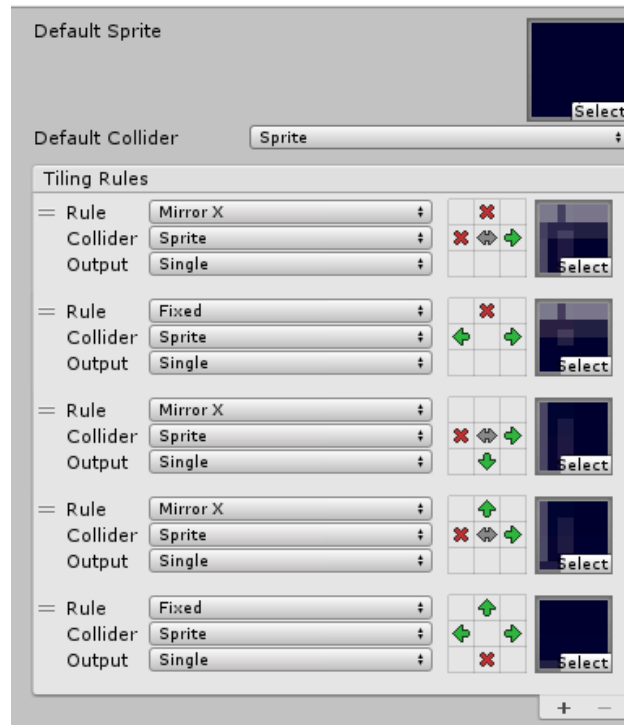 Default Sprite
Select
Default Collider Sprite
Tiling Rules
Rule Mirror X
Collider Sprite
Output Single
Select
Rule Fixed
Collider Sprite
Output Single
Select
Rule Mirror X
Collider Sprite
Output Single
Select
Rule Mirror X
Collider Sprite
Output Single
Select
Rule Fixed
Collider Sprite
Output Single
Select
+ −